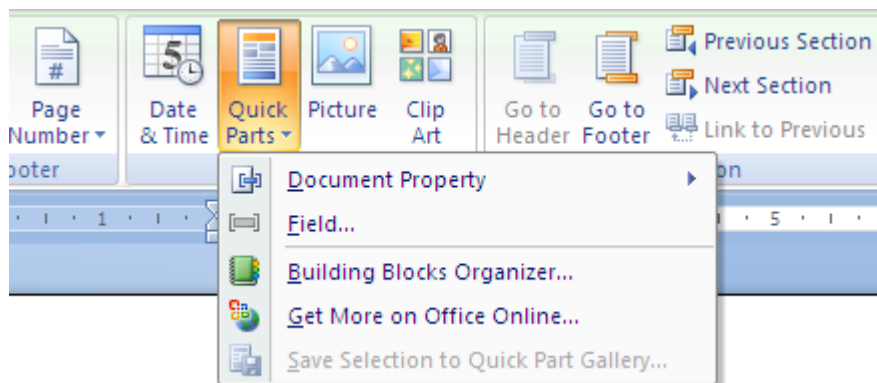 #
5
Page
Number
Date
& Time
Quick
Parts
Picture
Clip
Art
Go to
Header
Go to
Footer
Previous Section
Next Section
Link to Previous
ooter
on
1
5
Document Property
Field...
Building Blocks Organizer...
Get More on Office Online...
Save Selection to Quick Part Gallery...